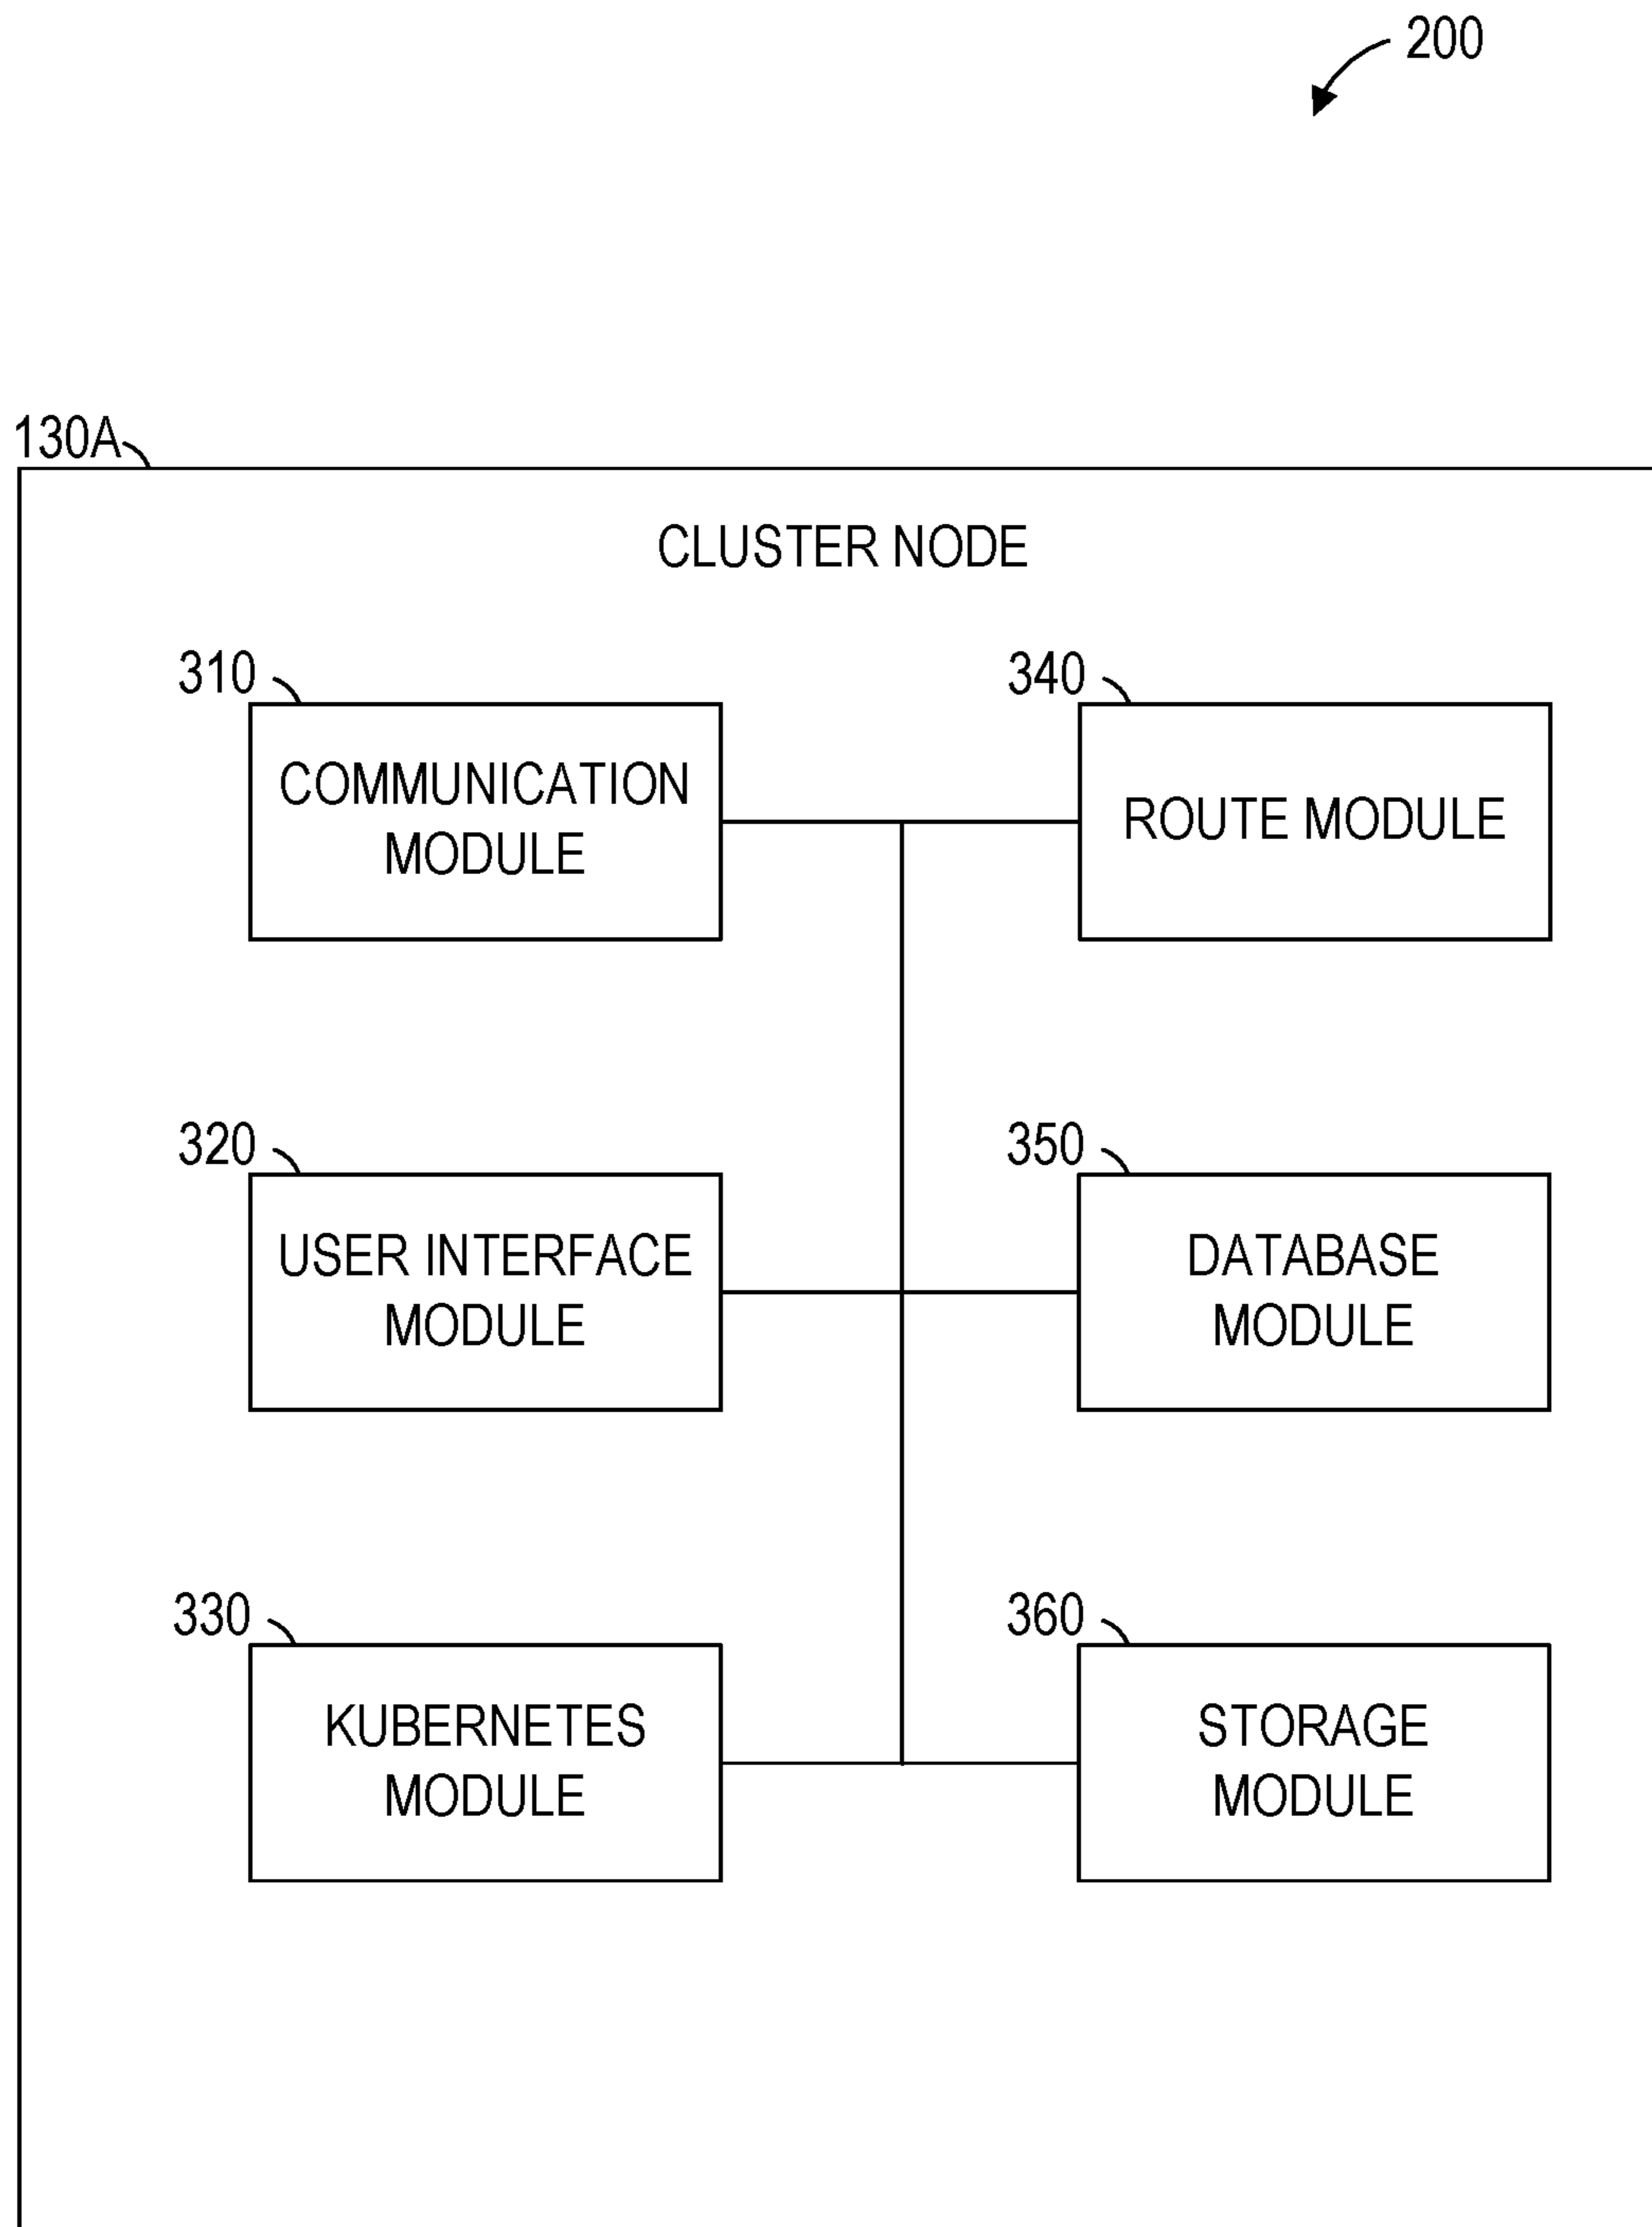 200
130A
CLUSTER NODE
310
COMMUNICATION
MODULE
340
ROUTE MODULE
320
USER INTERFACE
MODULE
350
DATABASE
MODULE
330
KUBERNETES
MODULE
360
STORAGE
MODULE